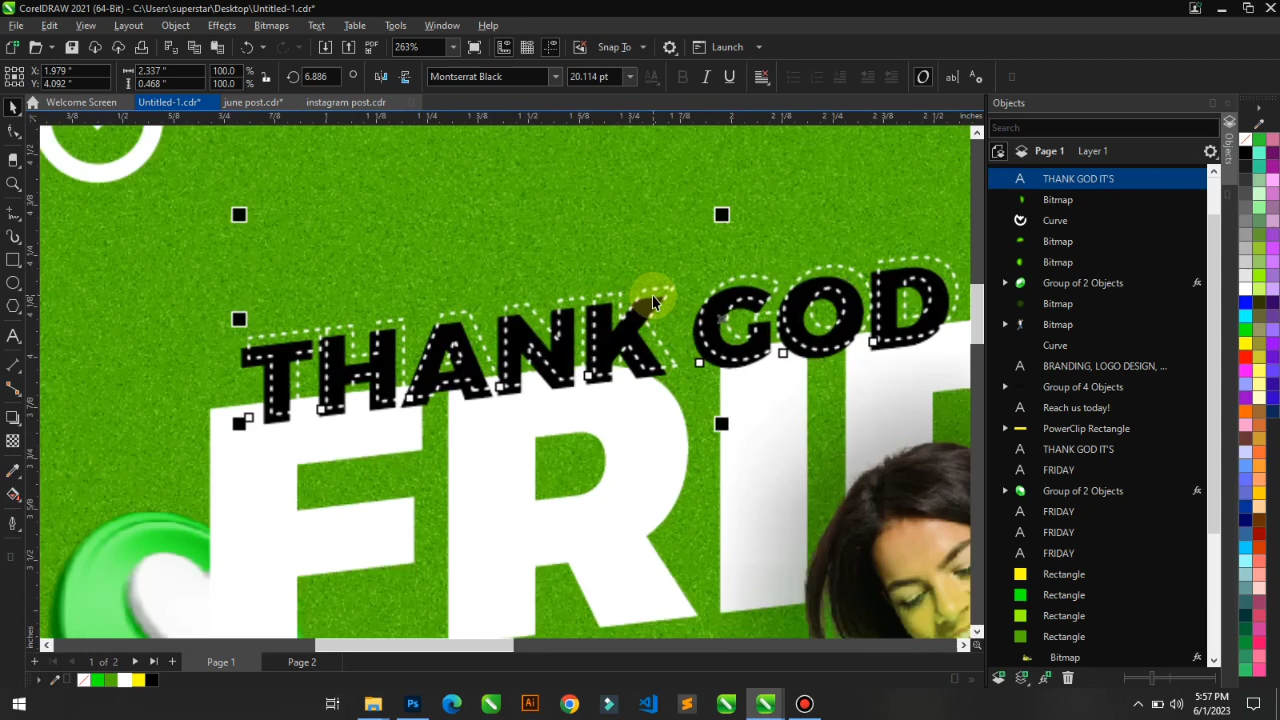 CorelDRAW 2021 (64-Bit) - C:\Users\superstar\Desktop\Untitled-1.cdr*
File Edit View Layout Object Effects Bitmaps Text Table Tools Window Help
263% Snap To Launch
X: 1.979 " 2.337 " 100.0 % 6.886 Montserrat Black 20.114 pt
Y: 4.092 " 0.468 " 100.0 %
Welcome Screen Untitled-1.cdr* june post.cdr* instagram post.cdr
inches
THANK GOD
FRI
inches
1 of 2 Page 1 Page 2
Objects
Search
Page 1 Layer 1
THANK GOD IT'S
Bitmap
Curve
Bitmap
Bitmap
Group of 2 Objects
Bitmap
Bitmap
Curve
BRANDING, LOGO DESIGN, ...
Group of 4 Objects
Reach us today!
PowerClip Rectangle
THANK GOD IT'S
FRIDAY
Group of 2 Objects
FRIDAY
FRIDAY
FRIDAY
Rectangle
Rectangle
Rectangle
Rectangle
Bitmap
Objects
5:57 PM
6/1/2023